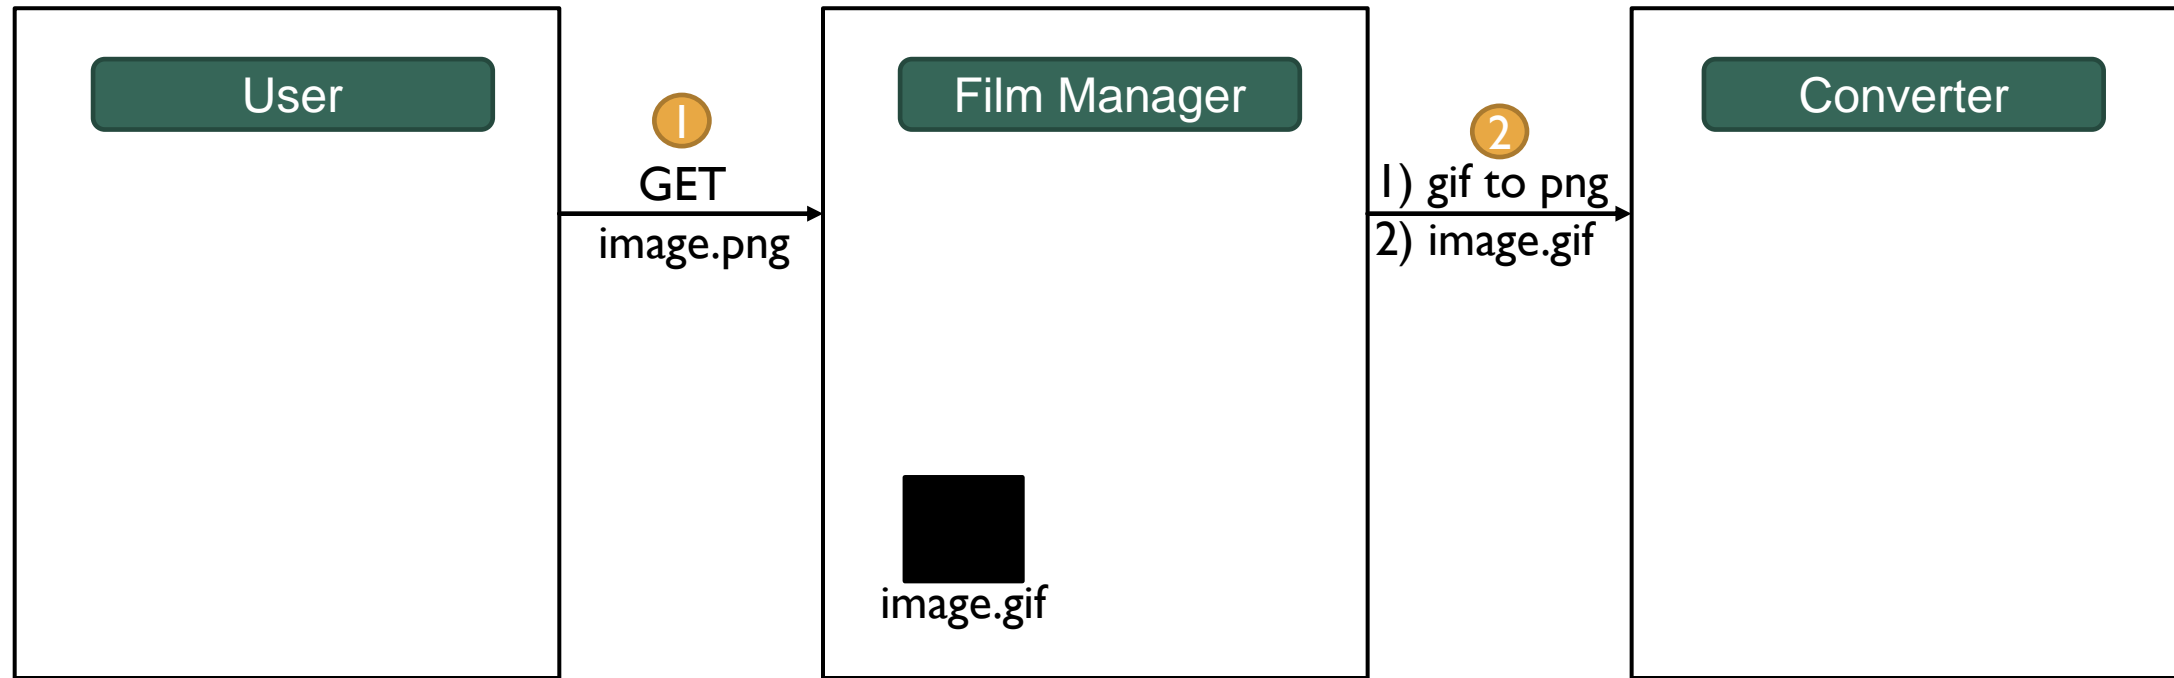 User
Film Manager
Converter
1
GET
image.png
2
1) gif to png
2) image.gif
image.gif